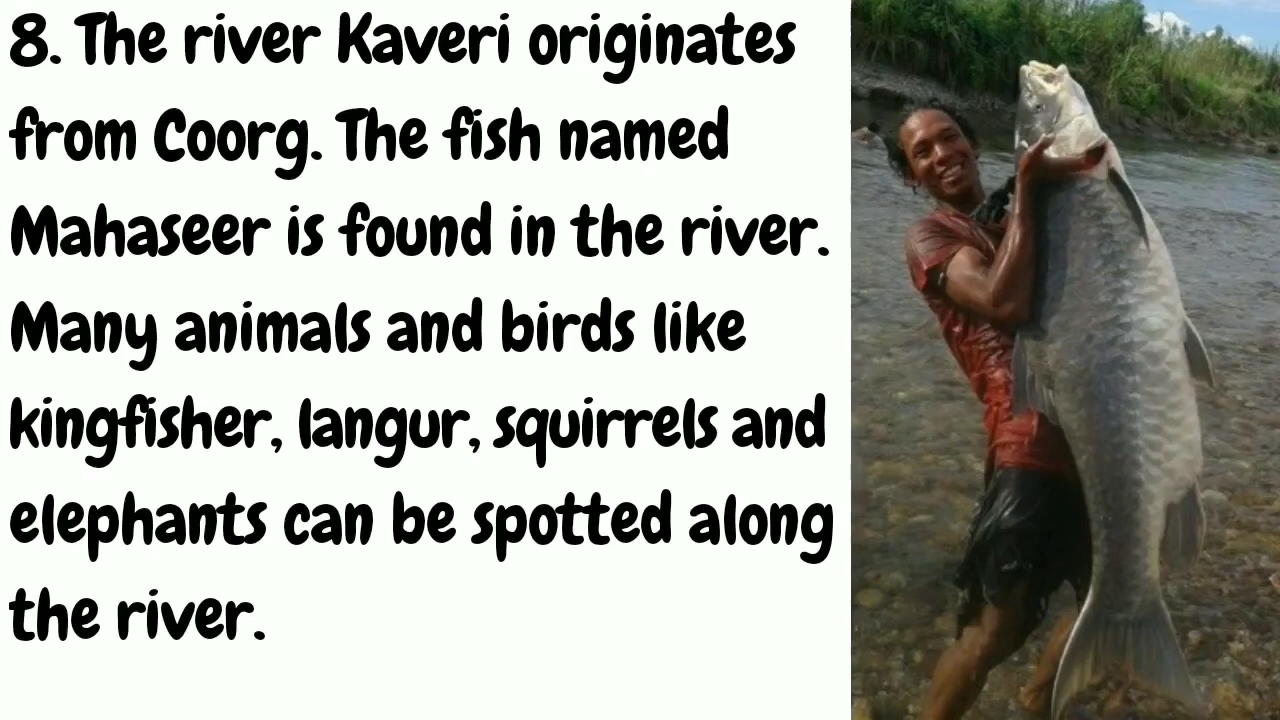 8. The river Kaveri originates
from Coorg. The fish named
Mahaseer is found in the river.
Many animals and birds like
kingfisher, langur, squirrels and
elephants can be spotted along
the river.